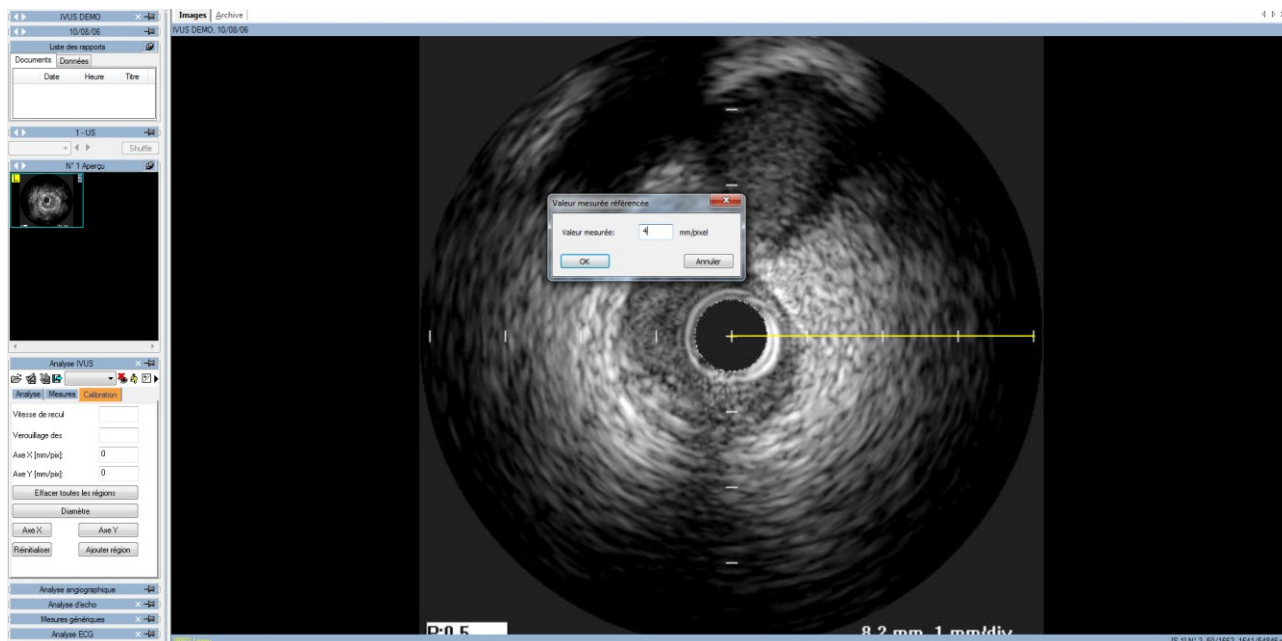 IVUS DEMO
10/08/06
Liste des rapports
Documents Données
Date Heure Titre
1 - US
Shuffle
N° 1 Aperçu
L
Analyse IVUS
Analyse Mesures Calibration
Vitesse de recul
Verouillage des
Axe X [mm/pix]: 0
Axe Y [mm/pix]: 0
Effacer toutes les régions
Diamètre
Axe X Axe Y
Réinitialiser Ajouter région
Analyse angiographique
Analyse d'echo
Mesures génériques
Analyse ECG
Images Archive
IVUS DEMO, 10/08/06
Valeur mesurée référencée
Valeur mesurée: 4 mm/pixel
OK Annuler
P:0.5
8.2 mm 1 mm/div